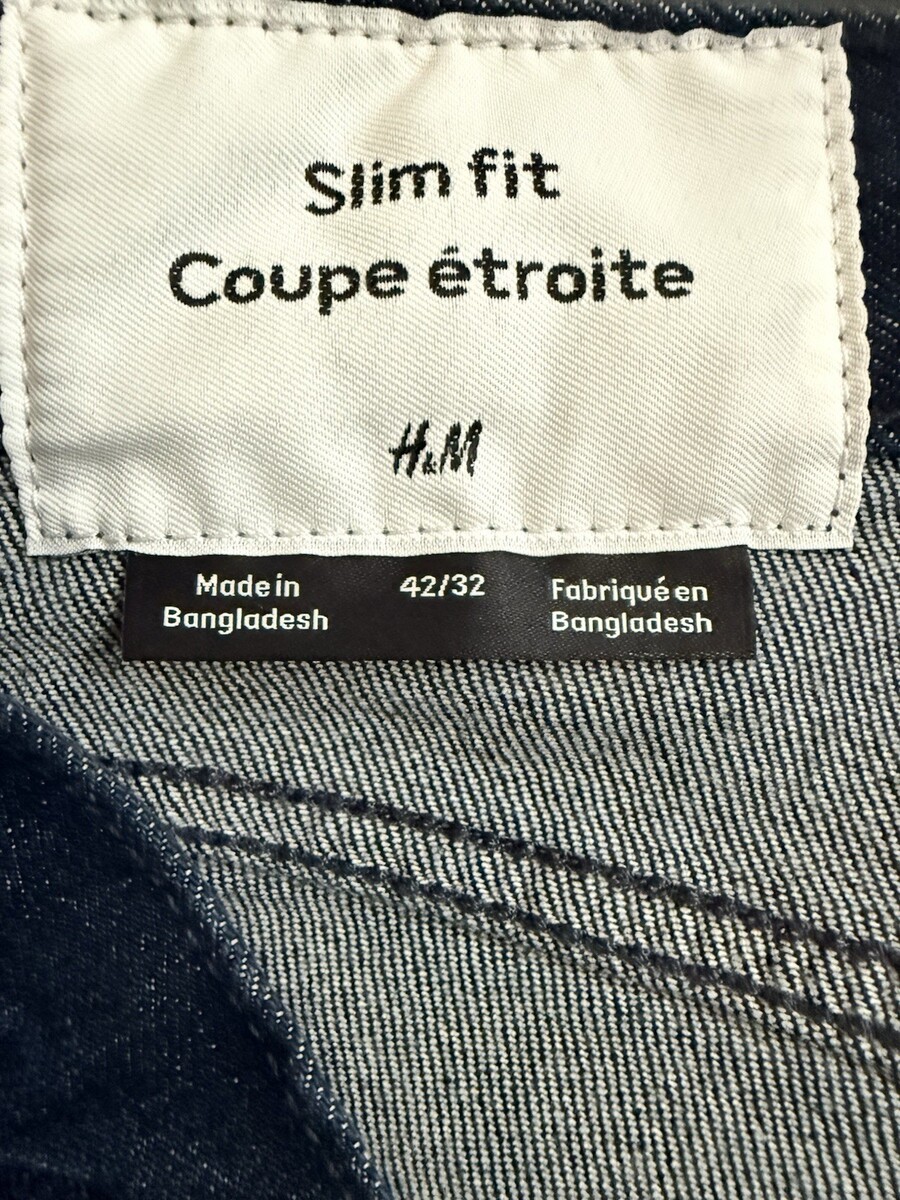 Slim fit
Coupe étroite
H&M
Made in
Bangladesh
42/32
Fabriqué en
Bangladesh